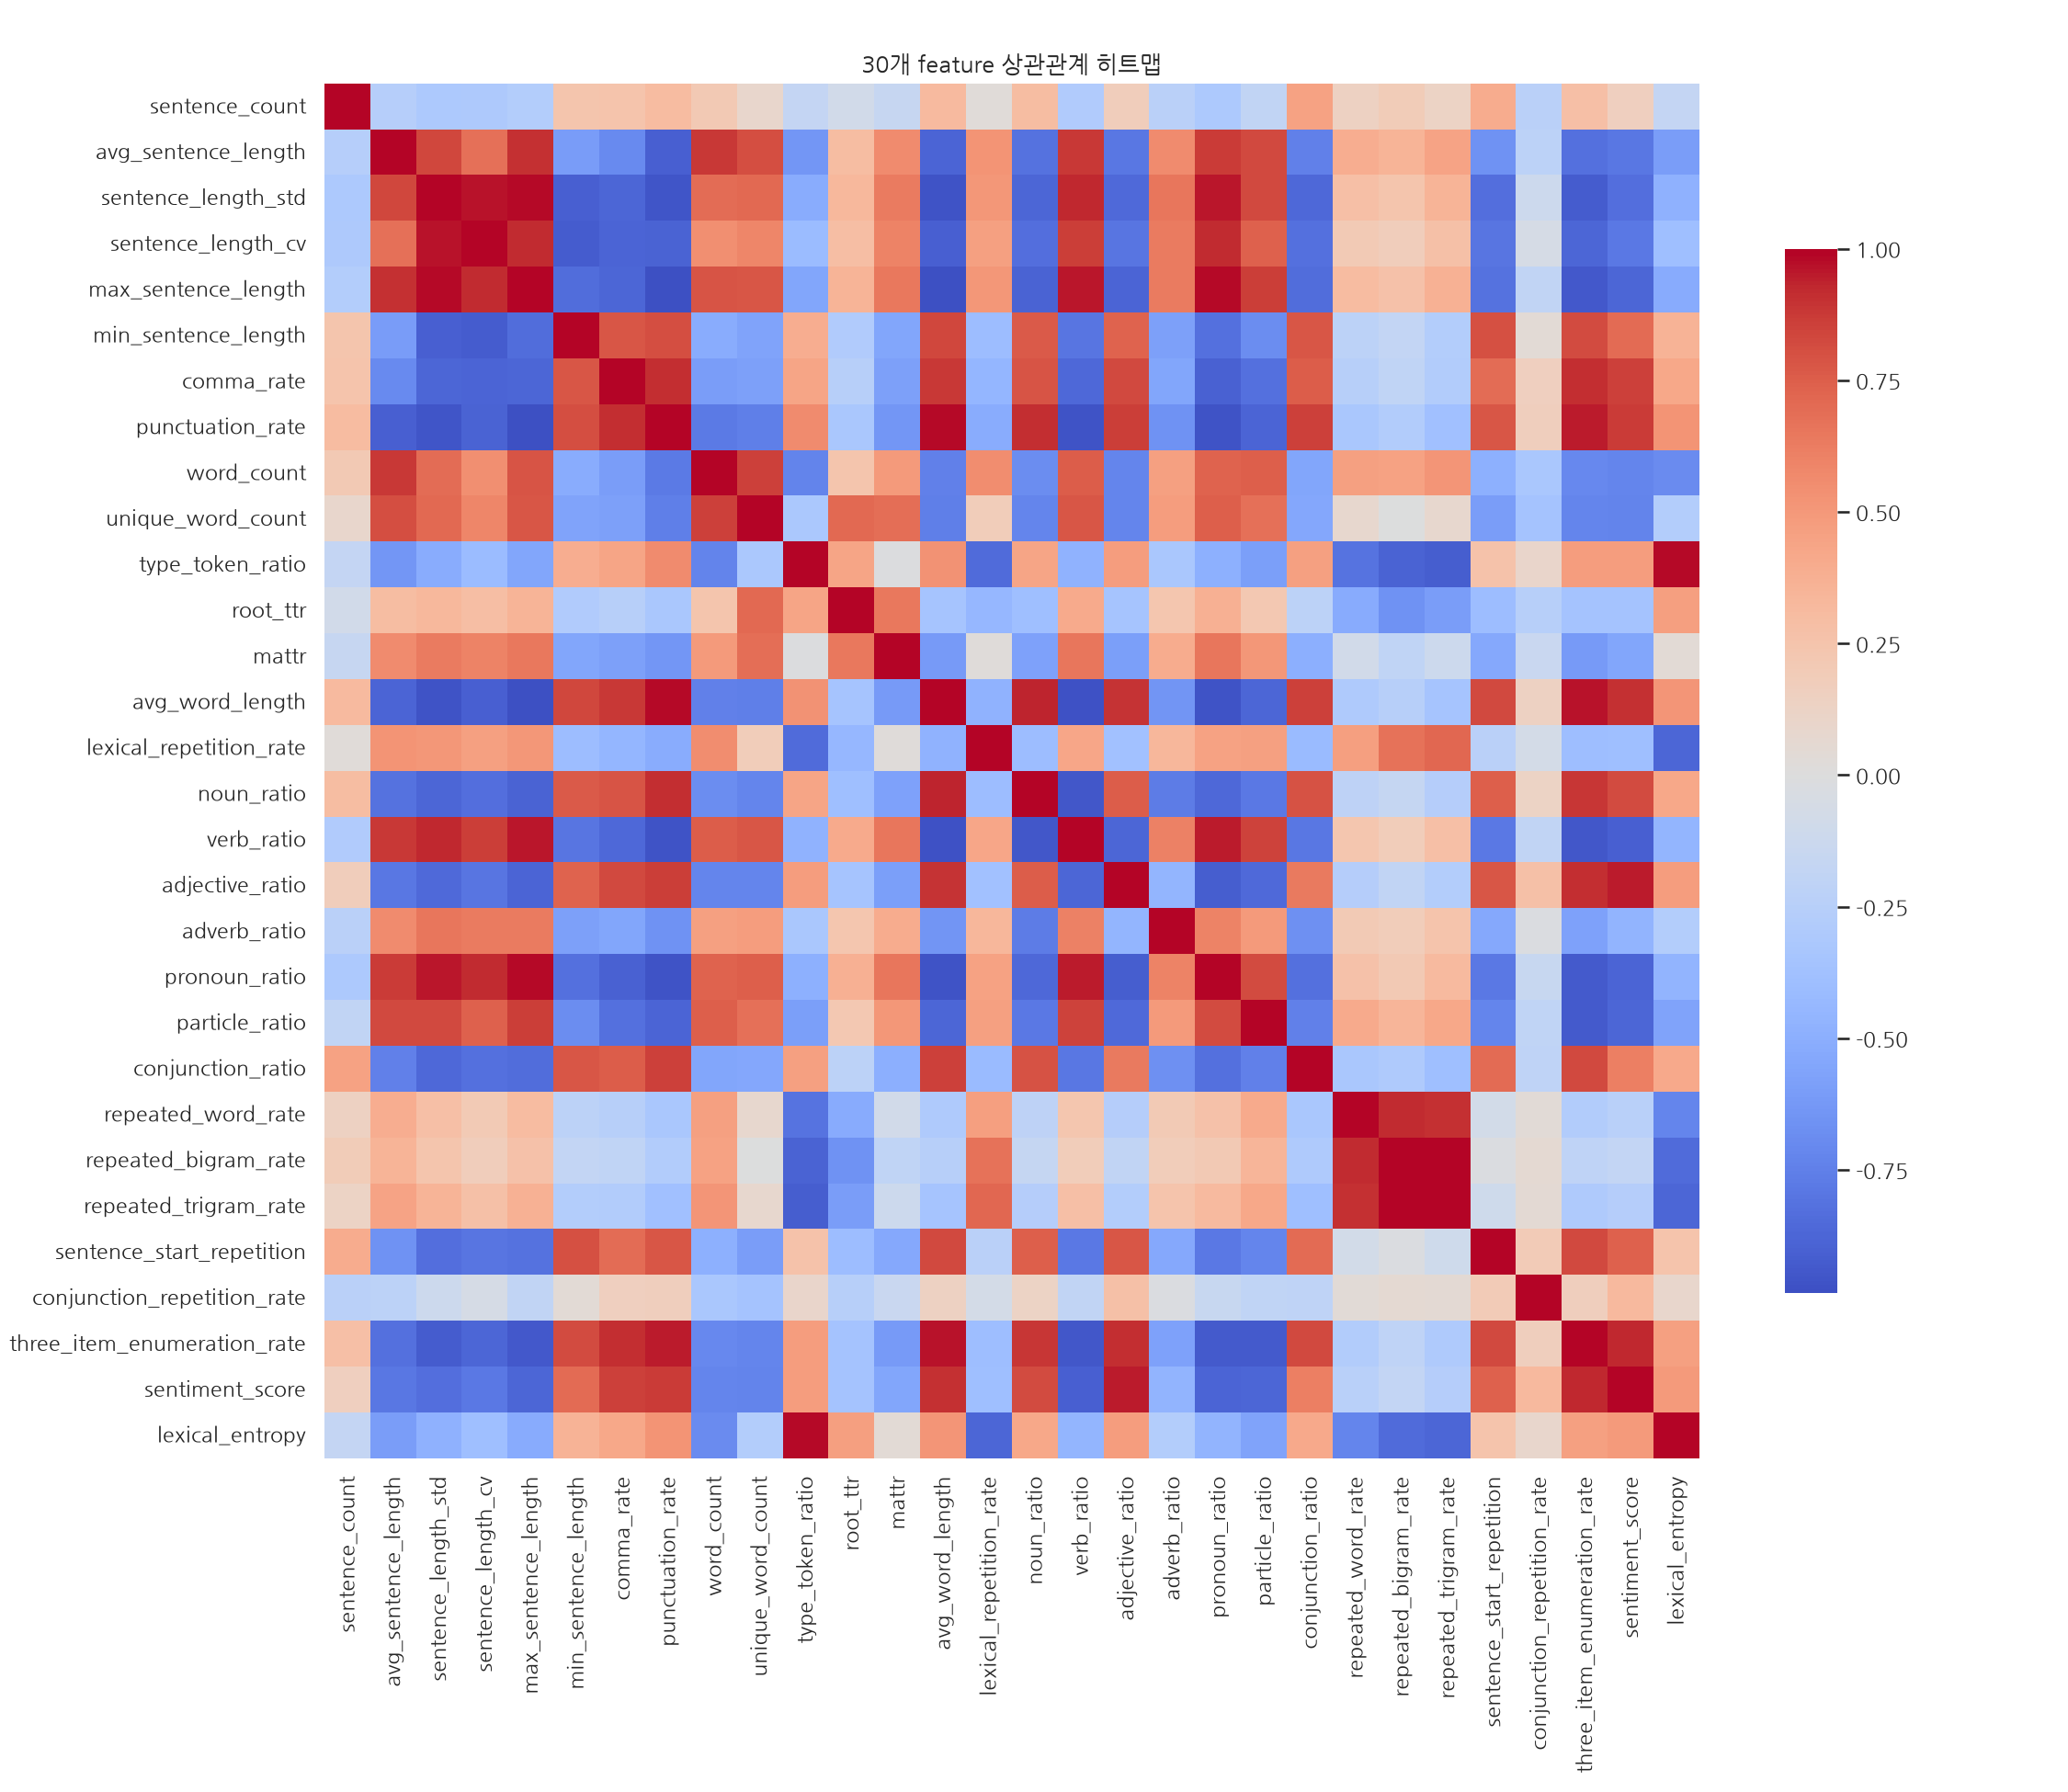 30개 feature 상관관계 히트맵
sentence_count
avg_sentence_length
sentence_length_std
sentence_length_cv
max_sentence_length
min_sentence_length
comma_rate
punctuation_rate
word_count
unique_word_count
type_token_ratio
root_ttr
mattr
avg_word_length
lexical_repetition_rate
noun_ratio
verb_ratio
adjective_ratio
adverb_ratio
pronoun_ratio
particle_ratio
conjunction_ratio
repeated_word_rate
repeated_bigram_rate
repeated_trigram_rate
sentence_start_repetition
conjunction_repetition_rate
three_item_enumeration_rate
sentiment_score
lexical_entropy
sentence_count
avg_sentence_length
sentence_length_std
sentence_length_cv
max_sentence_length
min_sentence_length
comma_rate
punctuation_rate
word_count
unique_word_count
type_token_ratio
root_ttr
mattr
avg_word_length
lexical_repetition_rate
noun_ratio
verb_ratio
adjective_ratio
adverb_ratio
pronoun_ratio
particle_ratio
conjunction_ratio
repeated_word_rate
repeated_bigram_rate
repeated_trigram_rate
sentence_start_repetition
conjunction_repetition_rate
three_item_enumeration_rate
sentiment_score
lexical_entropy
1.00
0.75
0.50
0.25
0.00
-0.25
-0.50
-0.75